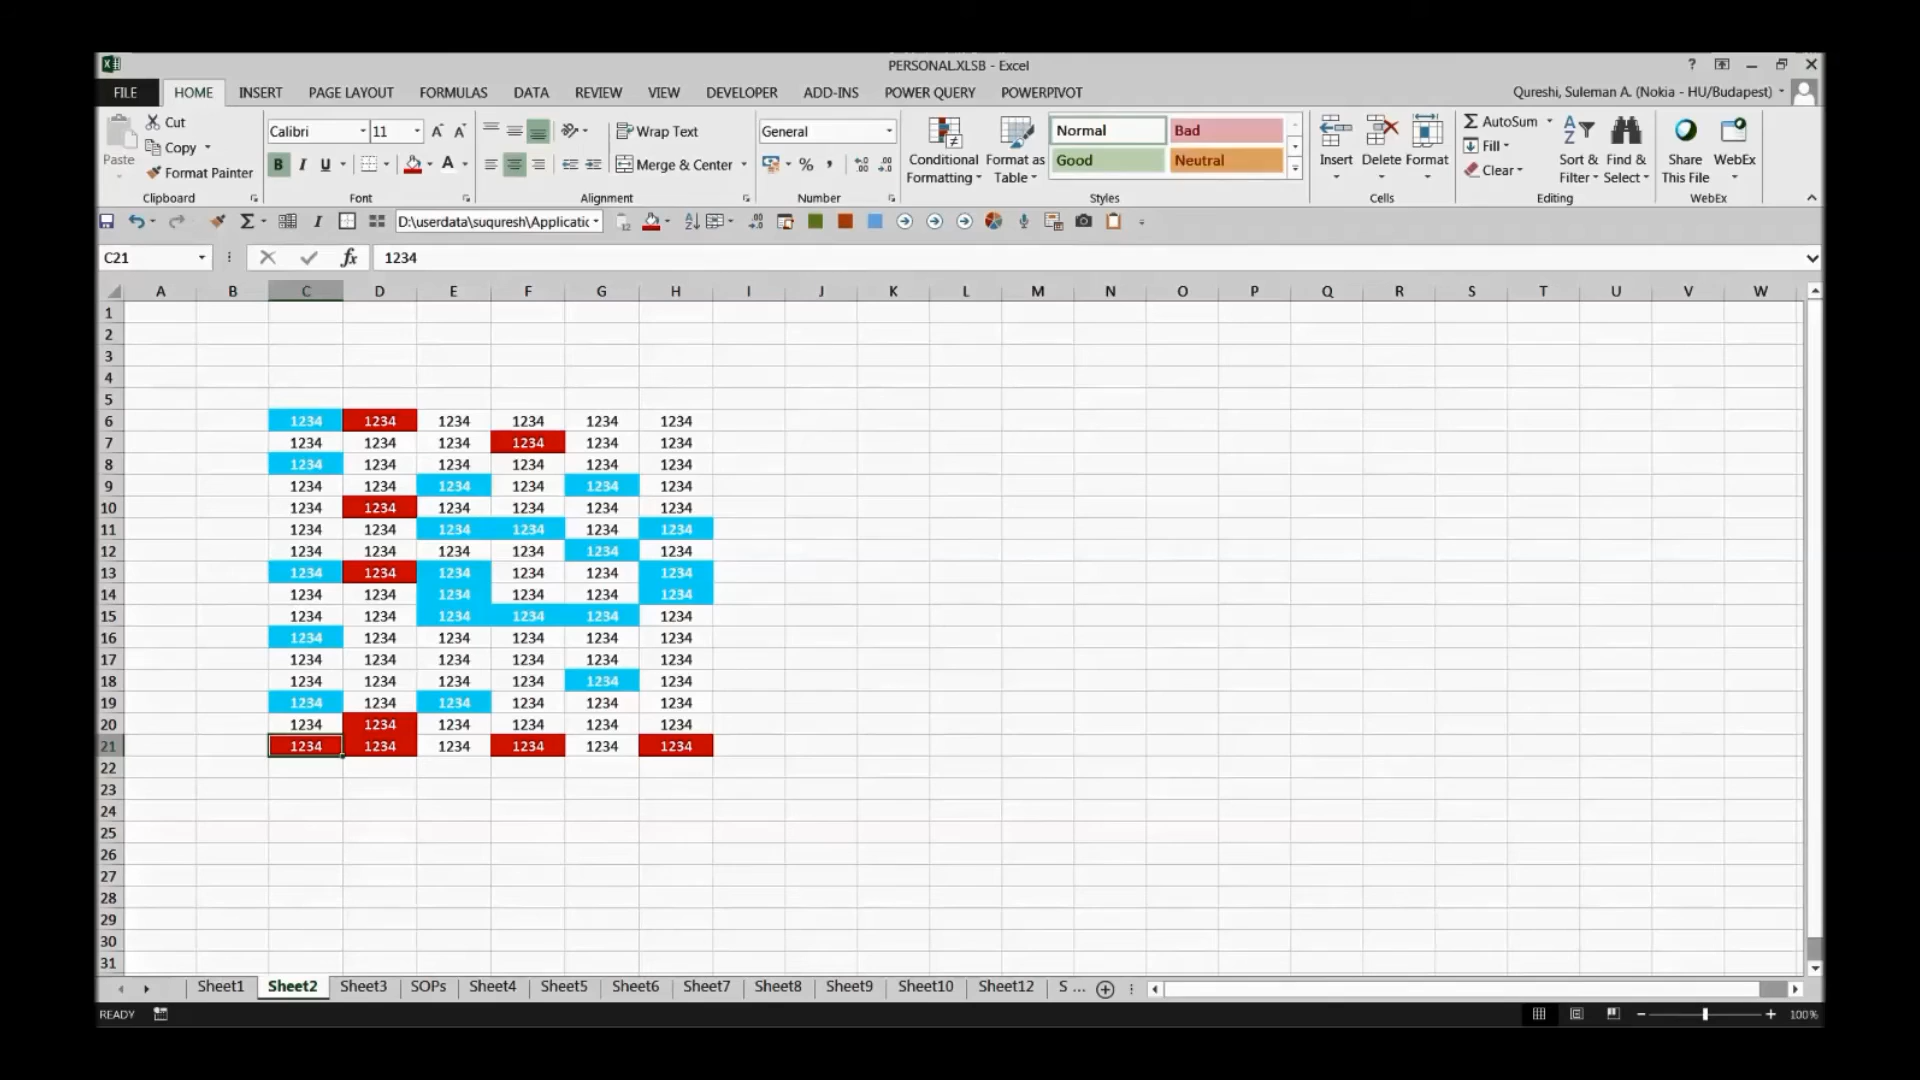 PERSONAL.XLSB - Excel
?
FILE HOME INSERT PAGE LAYOUT FORMULAS DATA REVIEW VIEW DEVELOPER ADD-INS POWER QUERY POWERPIVOT Qureshi, Suleman A. (Nokia - HU/Budapest)
Paste
Cut
Copy
Format Painter
Clipboard
Calibri 11
B I U
Font
Wrap Text
Merge & Center
Alignment
General
%
Number
Conditional Formatting
Format as Table
Normal Bad
Good Neutral
Styles
Insert Delete Format
Cells
AutoSum
Fill
Clear
Sort & Filter
Find & Select
Editing
Share This File
WebEx
WebEx
D:\userdata\suquresh\Applicatic
C21 fx 1234
A B C D E F G H I J K L M N O P Q R S T U V W
1
2
3
4
5
6 1234 1234 1234 1234 1234 1234
7 1234 1234 1234 1234 1234 1234
8 1234 1234 1234 1234 1234 1234
9 1234 1234 1234 1234 1234 1234
10 1234 1234 1234 1234 1234 1234
11 1234 1234 1234 1234 1234 1234
12 1234 1234 1234 1234 1234 1234
13 1234 1234 1234 1234 1234 1234
14 1234 1234 1234 1234 1234 1234
15 1234 1234 1234 1234 1234 1234
16 1234 1234 1234 1234 1234 1234
17 1234 1234 1234 1234 1234 1234
18 1234 1234 1234 1234 1234 1234
19 1234 1234 1234 1234 1234 1234
20 1234 1234 1234 1234 1234 1234
21 1234 1234 1234 1234 1234 1234
22
23
24
25
26
27
28
29
30
31
Sheet1 Sheet2 Sheet3 SOPs Sheet4 Sheet5 Sheet6 Sheet7 Sheet8 Sheet9 Sheet10 Sheet12 S ...
READY 100%